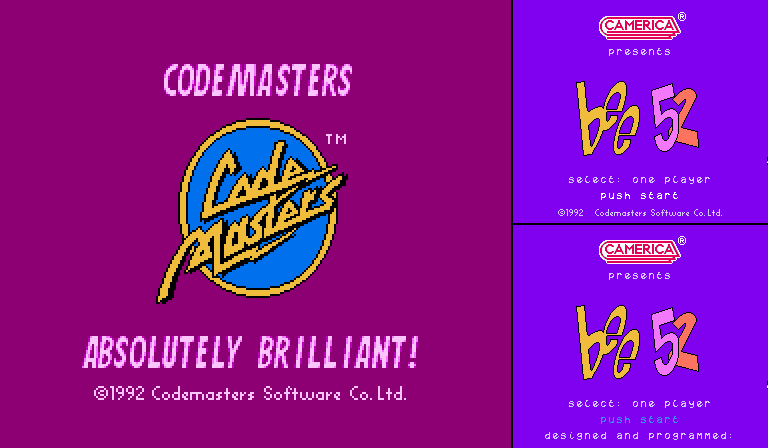 CODEMASTERS
TM
Code
Masters
ABSOLUTELY BRILLIANT!
©1992 Codemasters Software Co. Ltd.
CAMERICA®
presents
bee 52
select: one player
push start
©1992 Codemasters Software Co. Ltd.
CAMERICA®
presents
bee 52
select: one player
push start
designed and programmed: